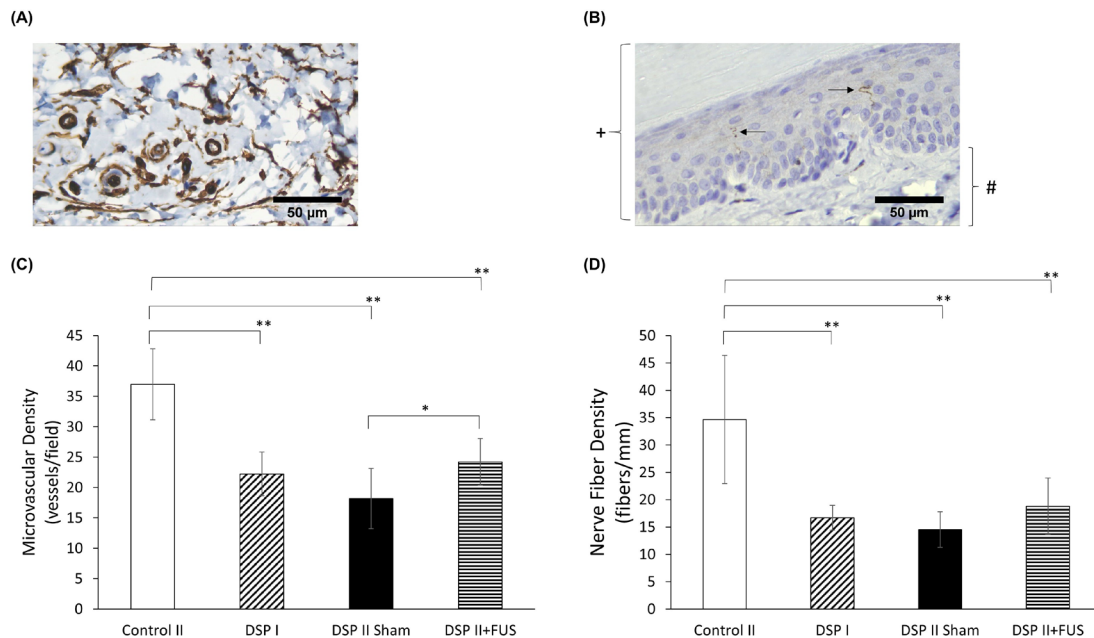 (A)
(B)
50 µm
+
50 µm
#
(C)
**
**
**
*
Microvascular Density
(vessels/field)
45
40
35
30
25
20
15
10
5
0
Control II DSP I DSP II Sham DSP II+FUS
(D)
**
**
**
Nerve Fiber Density
(fibers/mm)
50
45
40
35
30
25
20
15
10
5
0
Control II DSP I DSP II Sham DSP II+FUS